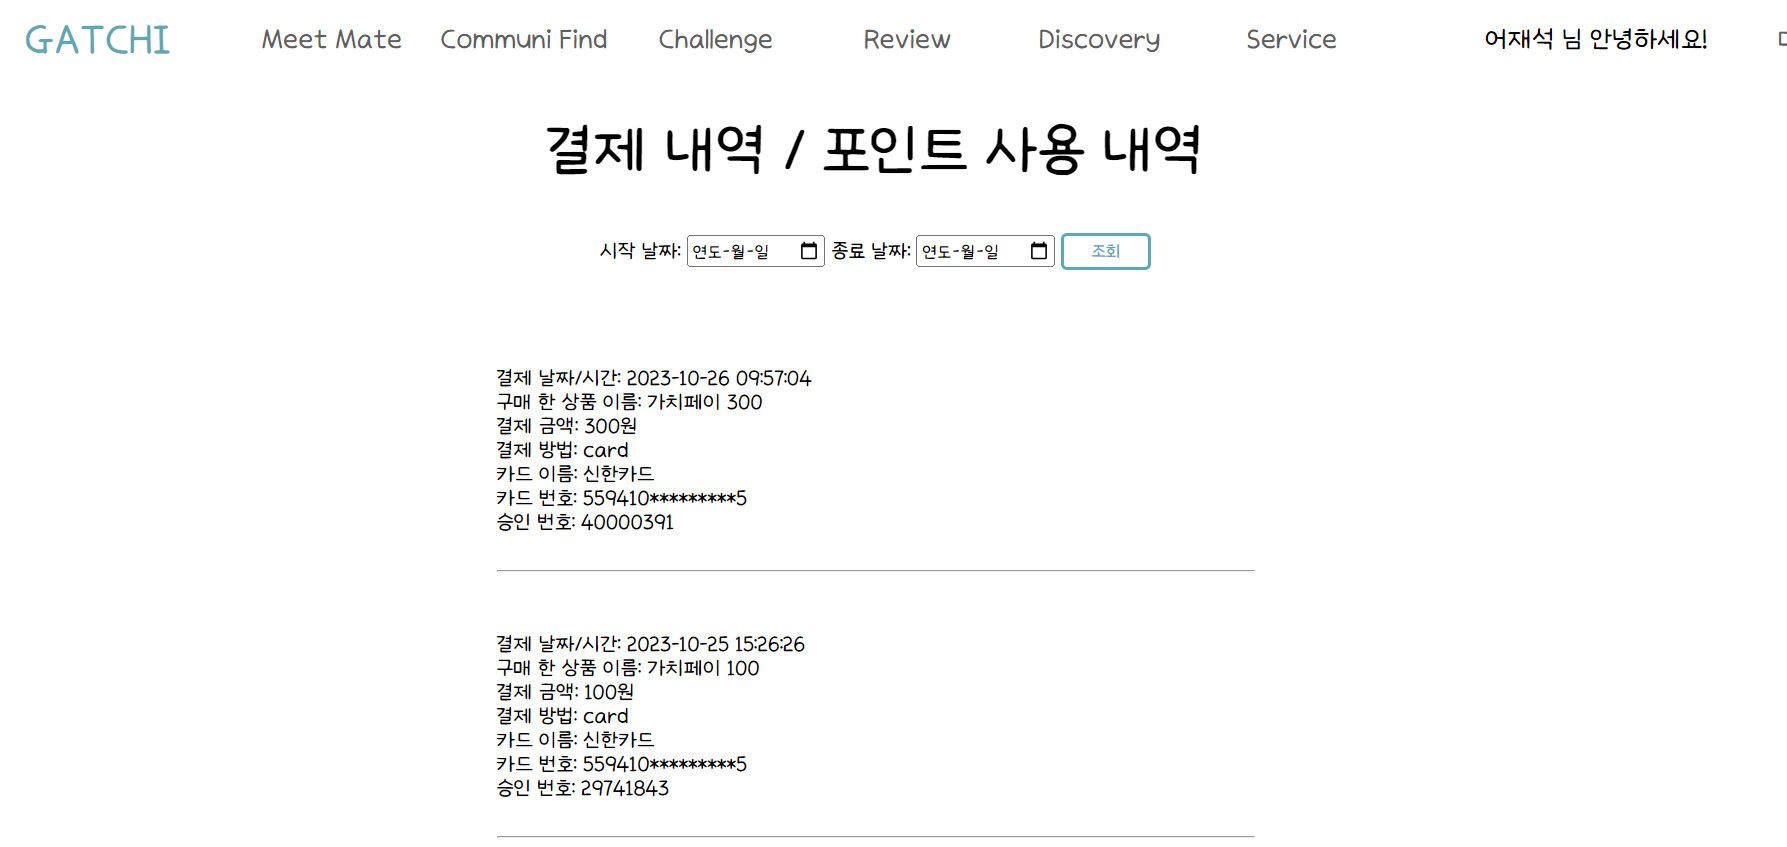 GATCHI Meet Mate Communi Find Challenge Review Discovery Service 어재석 님 안녕하세요!
결제 내역 / 포인트 사용 내역
시작 날짜: 연도-월-일 종료 날짜: 연도-월-일 조회
결제 날짜/시간: 2023-10-26 09:57:04
구매 한 상품 이름: 가치페이 300
결제 금액: 300원
결제 방법: card
카드 이름: 신한카드
카드 번호: 559410*********5
승인 번호: 40000391
결제 날짜/시간: 2023-10-25 15:26:26
구매 한 상품 이름: 가치페이 100
결제 금액: 100원
결제 방법: card
카드 이름: 신한카드
카드 번호: 559410*********5
승인 번호: 29741843